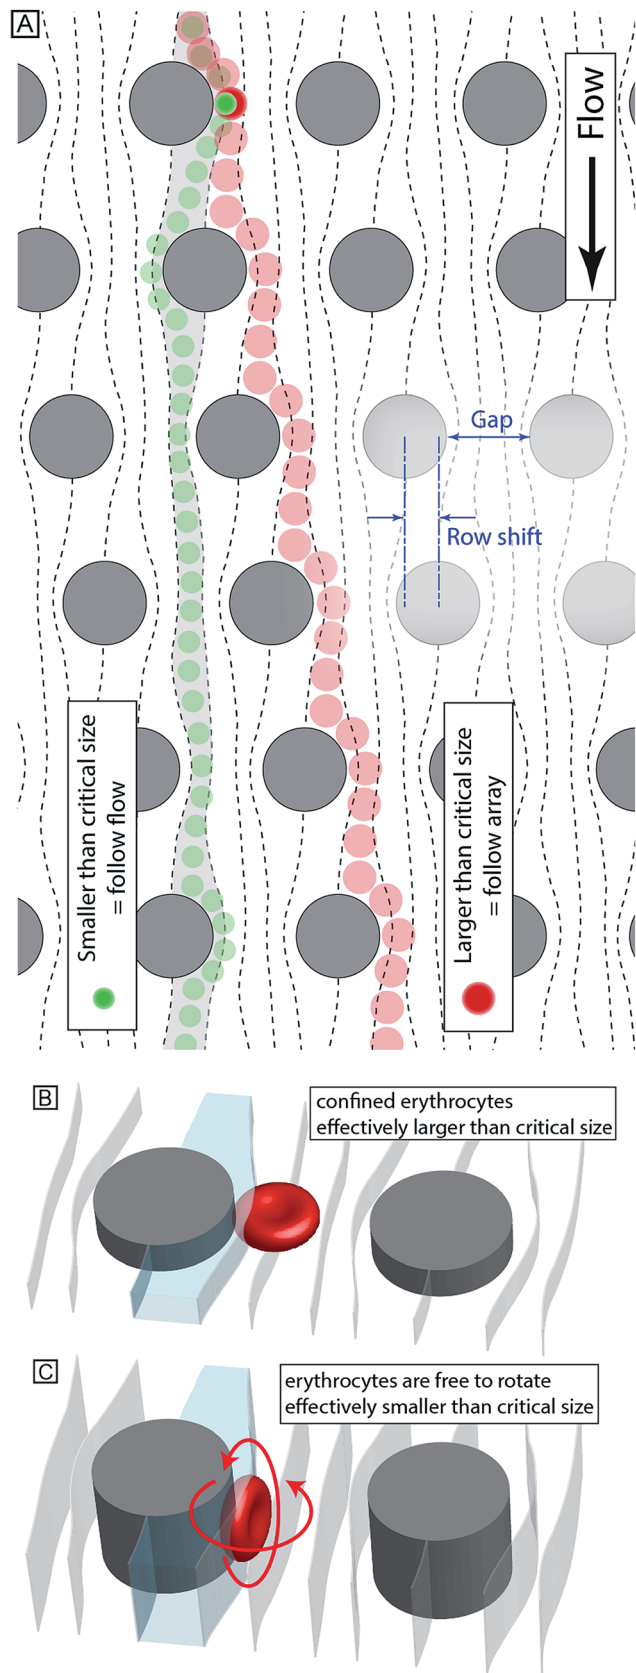 A
Flow
Gap
Row shift
Smaller than critical size
= follow flow
Larger than critical size
= follow array
B
confined erythrocytes
effectively larger than critical size
C
erythrocytes are free to rotate
effectively smaller than critical size